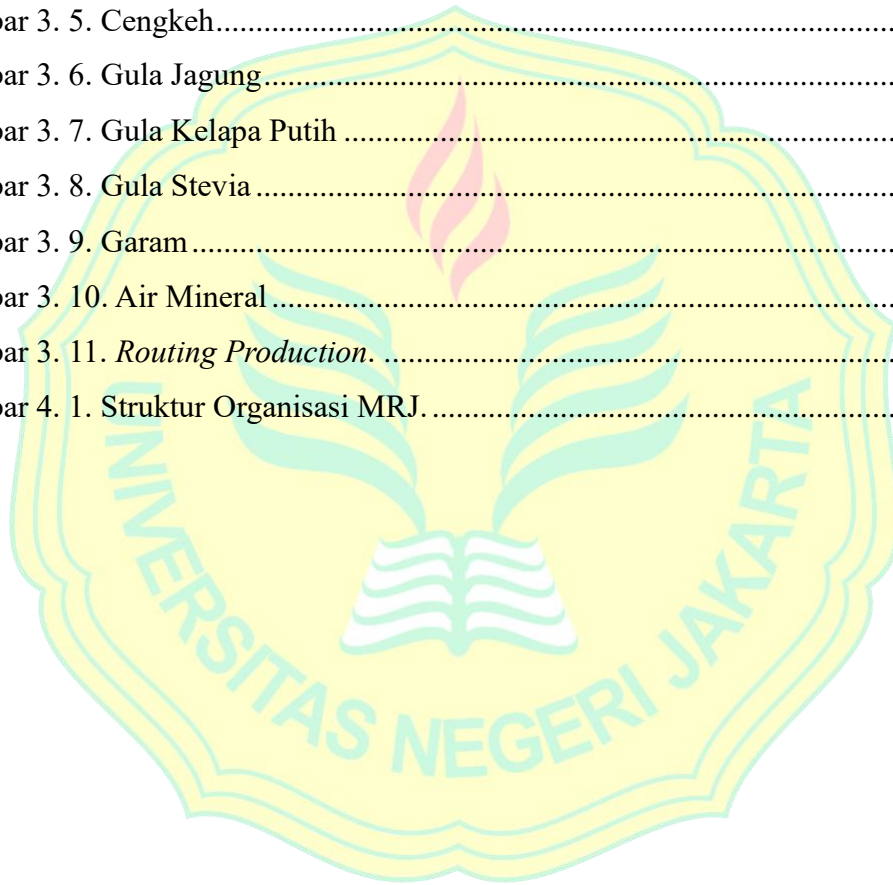 bar 3. 5. Cengkeh
bar 3. 6. Gula Jagung
bar 3. 7. Gula Kelapa Putih
bar 3. 8. Gula Stevia
bar 3. 9. Garam
bar 3. 10. Air Mineral
bar 3. 11. Routing Production.
bar 4. 1. Struktur Organisasi MRJ.
UNIVERSITAS NEGERI JAKARTA